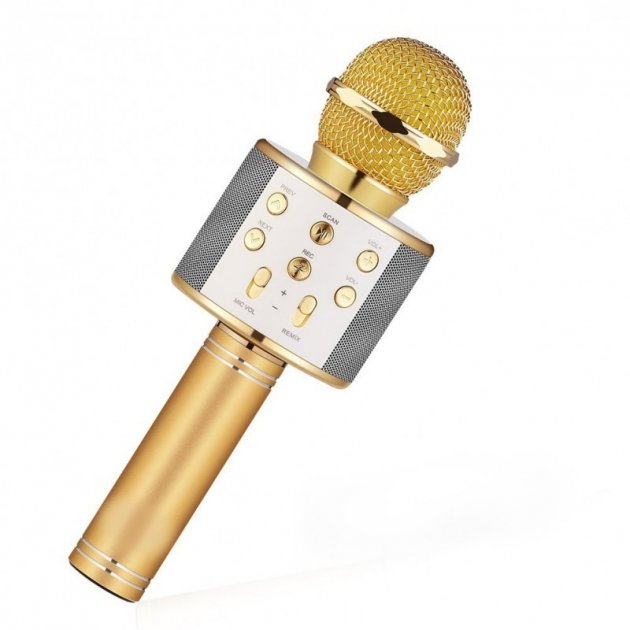 PREV
SCAN
VOL+
NEXT
REC
VOL-
MIC VOL
+
−
REMIX